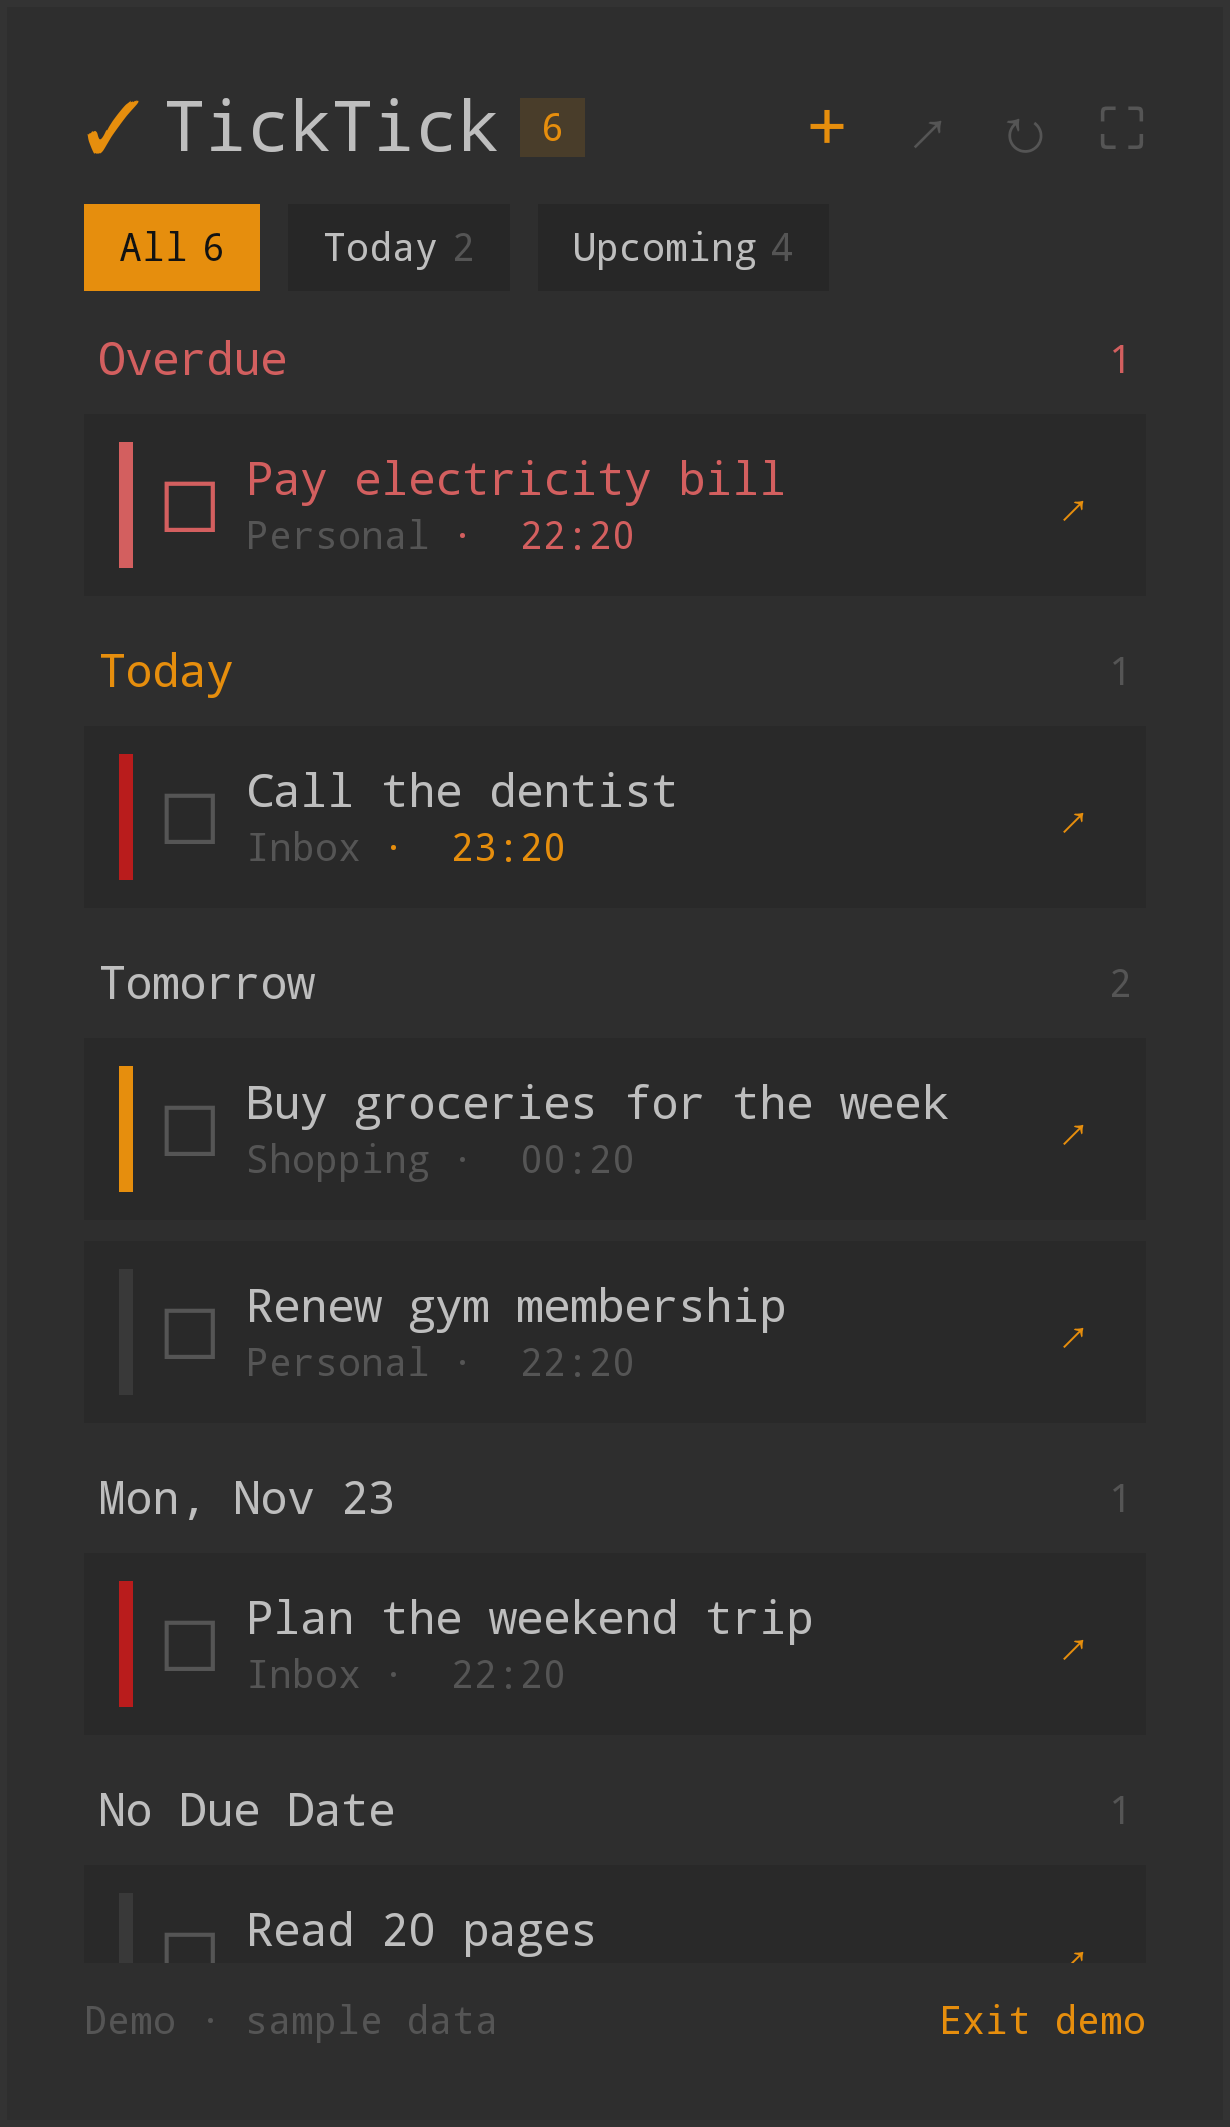 ✓ TickTick 6 + ↗ ↻
All 6 Today 2 Upcoming 4
Overdue 1
Pay electricity bill ↗
Personal · 22:20
Today 1
Call the dentist ↗
Inbox · 23:20
Tomorrow 2
Buy groceries for the week ↗
Shopping · 00:20
Renew gym membership ↗
Personal · 22:20
Mon, Nov 23 1
Plan the weekend trip ↗
Inbox · 22:20
No Due Date 1
Read 20 pages ↗
Demo · sample data Exit demo